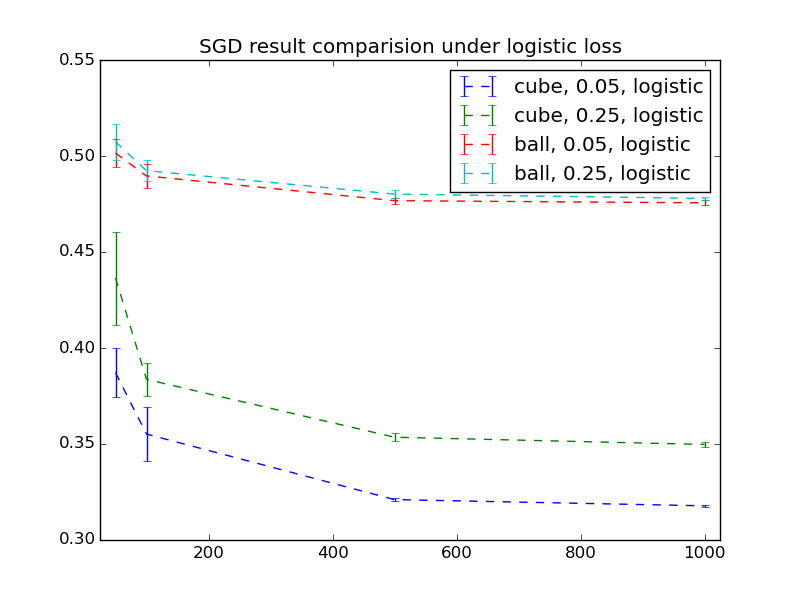 SGD result comparision under logistic loss
0.55
0.50
0.45
0.40
0.35
0.30
cube, 0.05, logistic
cube, 0.25, logistic
ball, 0.05, logistic
ball, 0.25, logistic
200 400 600 800 1000